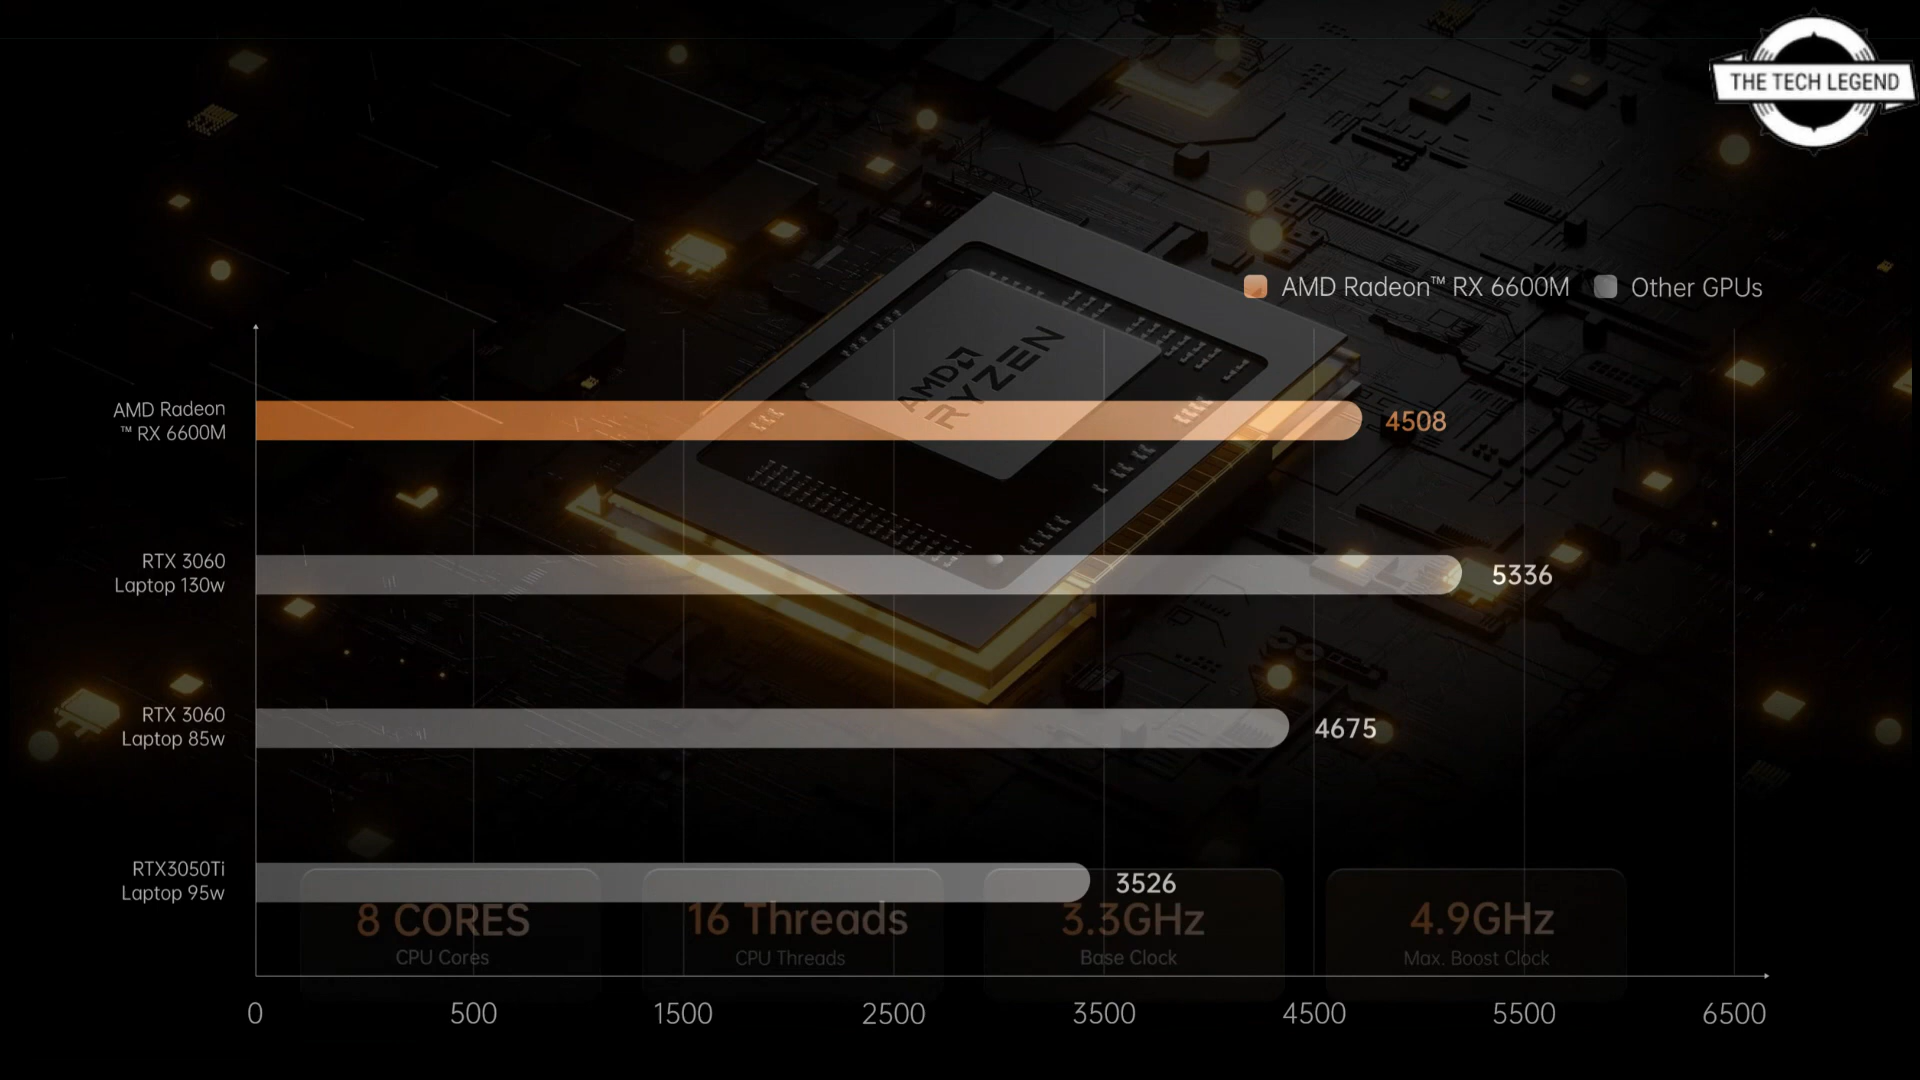 THE TECH LEGEND
AMD Radeon™ RX 6600M
Other GPUs
AMD
RYZEN
AMD Radeon
™ RX 6600M
4508
RTX 3060
Laptop 130w
5336
RTX 3060
Laptop 85w
4675
RTX3050Ti
Laptop 95w
3526
8 CORES
CPU Cores
16 Threads
CPU Threads
3.3GHz
Base Clock
4.9GHz
Max. Boost Clock
0 500 1500 2500 3500 4500 5500 6500